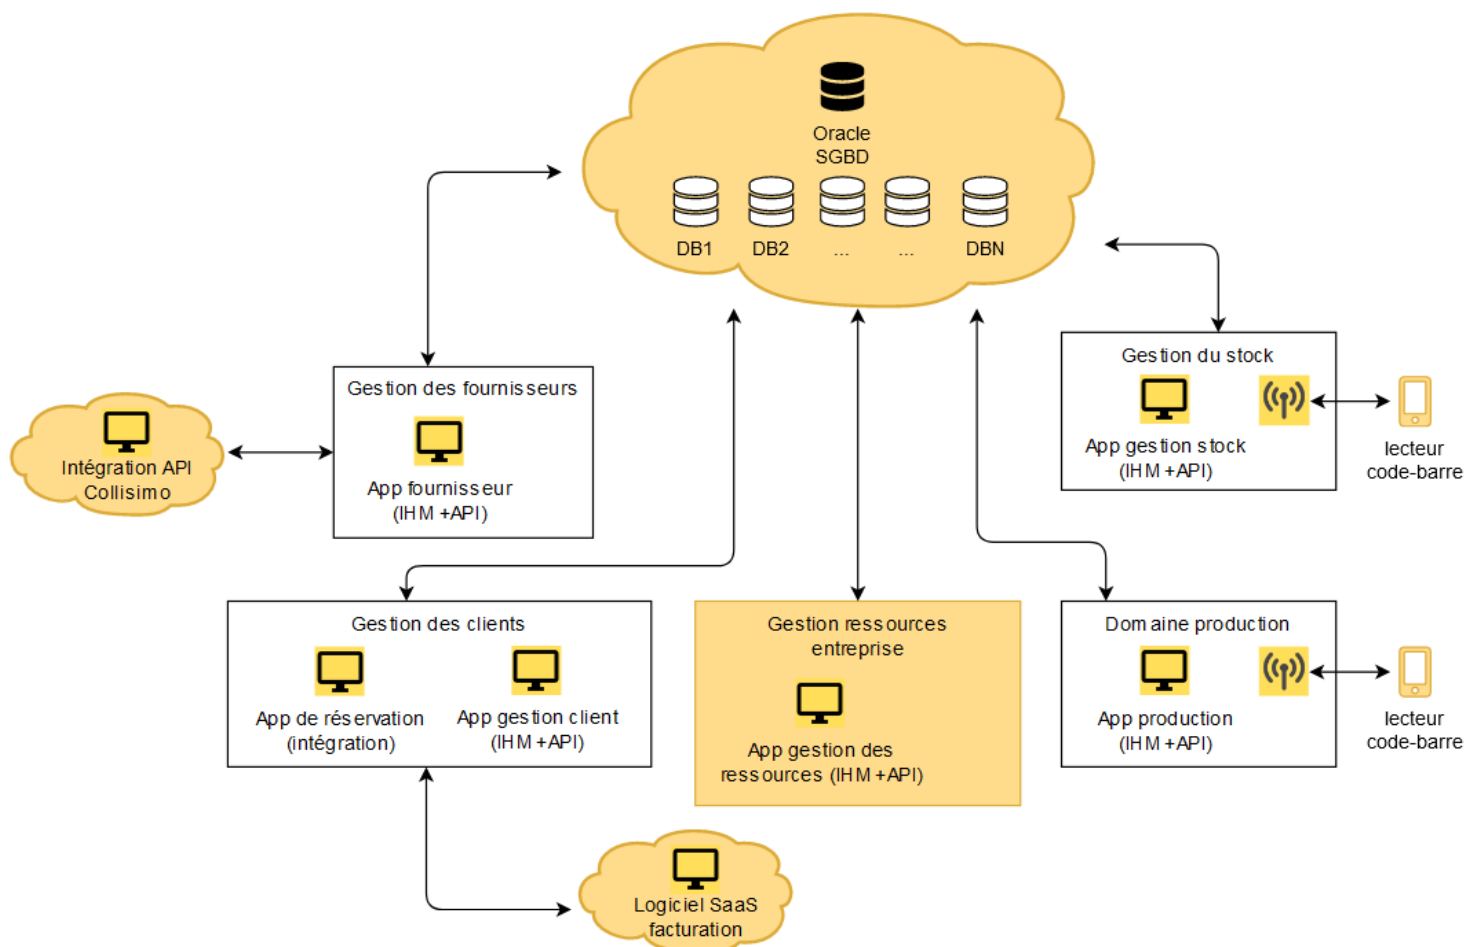 Oracle
SGBD
DB1
DB2
...
...
DBN
Gestion des fournisseurs
App fournisseur
(IHM+API)
Intégration API
Collisimo
Gestion du stock
App gestion stock
(IHM+API)
lecteur
code-barre
Gestion des clients
App de réservation
(intégration)
App gestion client
(IHM+API)
Gestion ressources
entreprise
App gestion des
ressources (IHM+API)
Domaine production
App production
(IHM+API)
lecteur
code-barre
Logiciel SaaS
facturation